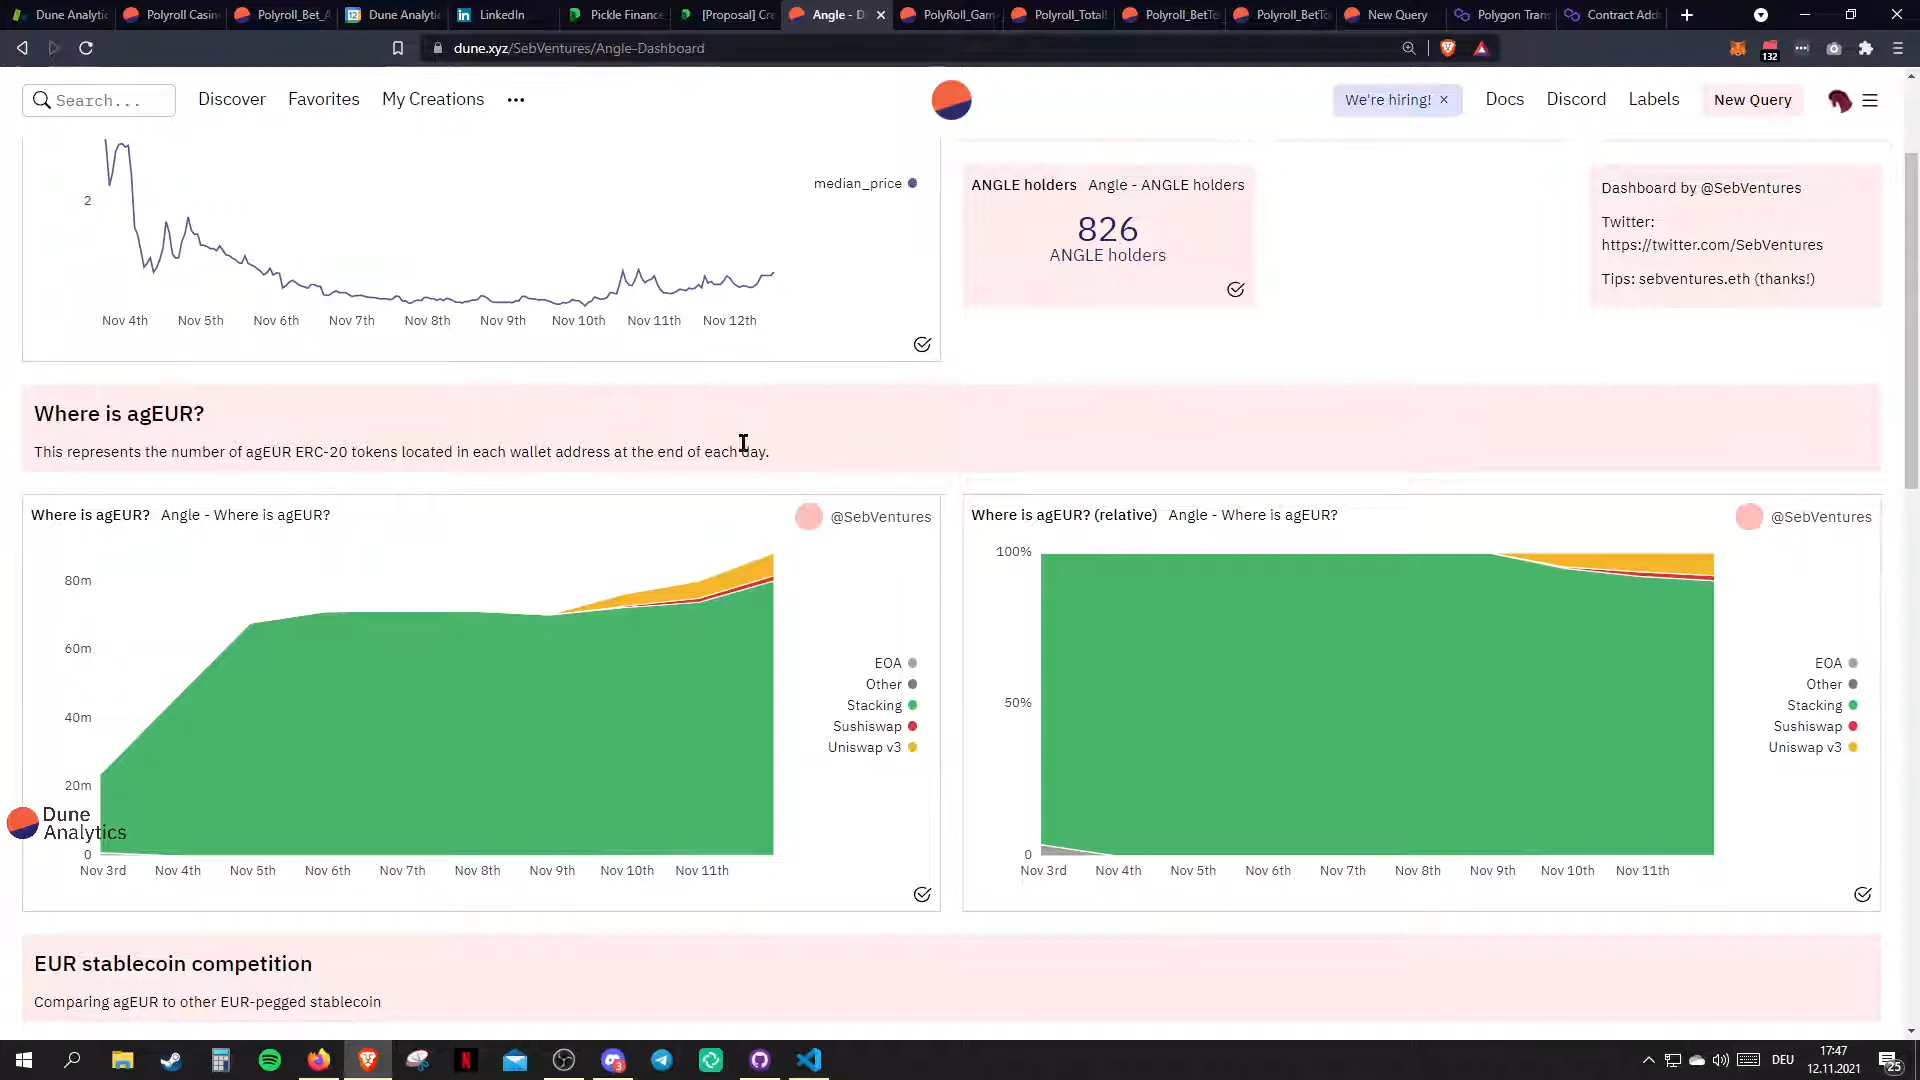 Dune Analytic
Polyroll Casin
Polyroll_Bet_A
Dune Analytic
LinkedIn
Pickle Finance
[Proposal] Cre
Angle - D
PolyRoll_Gam
Polyroll_Total
Polyroll_BetTo
Polyroll_BetTo
New Query
Polygon Trans
Contract Add
dune.xyz/SebVentures/Angle-Dashboard
132
Search...
Discover
Favorites
My Creations
We're hiring! ×
Docs
Discord
Labels
New Query
2
median_price
Nov 4th
Nov 5th
Nov 6th
Nov 7th
Nov 8th
Nov 9th
Nov 10th
Nov 11th
Nov 12th
ANGLE holders Angle - ANGLE holders
826
ANGLE holders
Dashboard by @SebVentures
Twitter:
https://twitter.com/SebVentures
Tips: sebventures.eth (thanks!)
Where is agEUR?
This represents the number of agEUR ERC-20 tokens located in each wallet address at the end of each day.
Where is agEUR? Angle - Where is agEUR?
@SebVentures
80m
60m
40m
20m
0
EOA
Other
Stacking
Sushiswap
Uniswap v3
Nov 3rd
Nov 4th
Nov 5th
Nov 6th
Nov 7th
Nov 8th
Nov 9th
Nov 10th
Nov 11th
Where is agEUR? (relative) Angle - Where is agEUR?
@SebVentures
100%
50%
0
EOA
Other
Stacking
Sushiswap
Uniswap v3
Nov 3rd
Nov 4th
Nov 5th
Nov 6th
Nov 7th
Nov 8th
Nov 9th
Nov 10th
Nov 11th
Dune
Analytics
EUR stablecoin competition
Comparing agEUR to other EUR-pegged stablecoin
3
DEU
17:47
12.11.2021
25